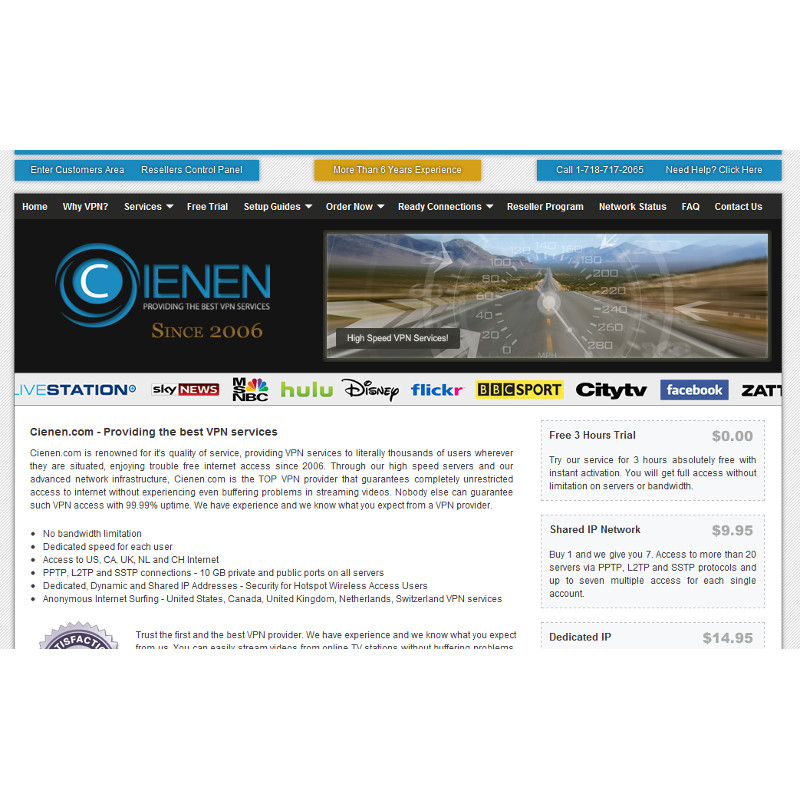 Enter Customers Area Resellers Control Panel
More Than 6 Years Experience
Call 1-718-717-2065 Need Help? Click Here
Home Why VPN? Services Free Trial Setup Guides Order Now Ready Connections Reseller Program Network Status FAQ Contact Us
CIENEN
PROVIDING THE BEST VPN SERVICES
SINCE 2006
140
120 160
100 180
80 200
60 220
40 240
20 260
0 280
MPH
High Speed VPN Services!
LIVESTATION sky NEWS MSNBC hulu Disney flickr BBC SPORT Citytv facebook ZATT
Cienen.com - Providing the best VPN services
Cienen.com is renowned for it's quality of service, providing VPN services to literally thousands of users wherever
they are situated, enjoying trouble free internet access since 2006. Through our high speed servers and our
advanced network infrastructure, Cienen.com is the TOP VPN provider that guarantees completely unrestricted
access to internet without experiencing even buffering problems in streaming videos. Nobody else can guarantee
such VPN access with 99.99% uptime. We have experience and we know what you expect from a VPN provider.
No bandwidth limitation
Dedicated speed for each user
Access to US, CA, UK, NL and CH Internet
PPTP, L2TP and SSTP connections - 10 GB private and public ports on all servers
Dedicated, Dynamic and Shared IP Addresses - Security for Hotspot Wireless Access Users
Anonymous Internet Surfing - United States, Canada, United Kingdom, Netherlands, Switzerland VPN services
Trust the first and the best VPN provider. We have experience and we know what you expect
from us. You can easily stream videos from online TV stations without buffering problems
Free 3 Hours Trial $0.00
Try our service for 3 hours absolutely free with
instant activation. You will get full access without
limitation on servers or bandwidth.
Shared IP Network $9.95
Buy 1 and we give you 7. Access to more than 20
servers via PPTP, L2TP and SSTP protocols and
up to seven multiple access for each single
account.
Dedicated IP $14.95